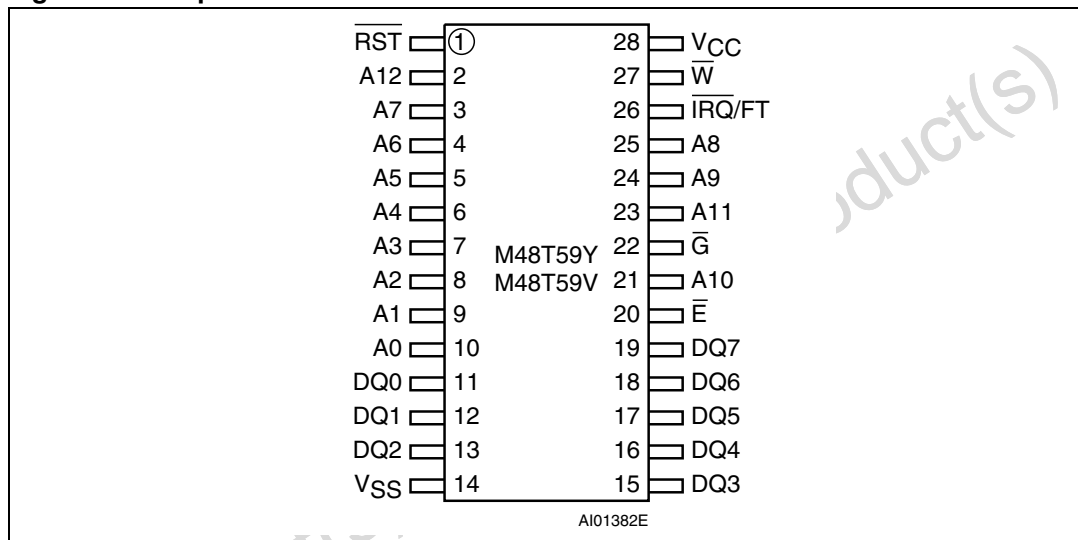 RST 1 28 VCC
A12 2 27 W
A7 3 26 IRQ/FT
A6 4 25 A8
A5 5 24 A9
A4 6 23 A11
A3 7 22 G
M48T59Y
A2 8 21 A10
M48T59V
A1 9 20 E
A0 10 19 DQ7
DQ0 11 18 DQ6
DQ1 12 17 DQ5
DQ2 13 16 DQ4
VSS 14 15 DQ3
AI01382E